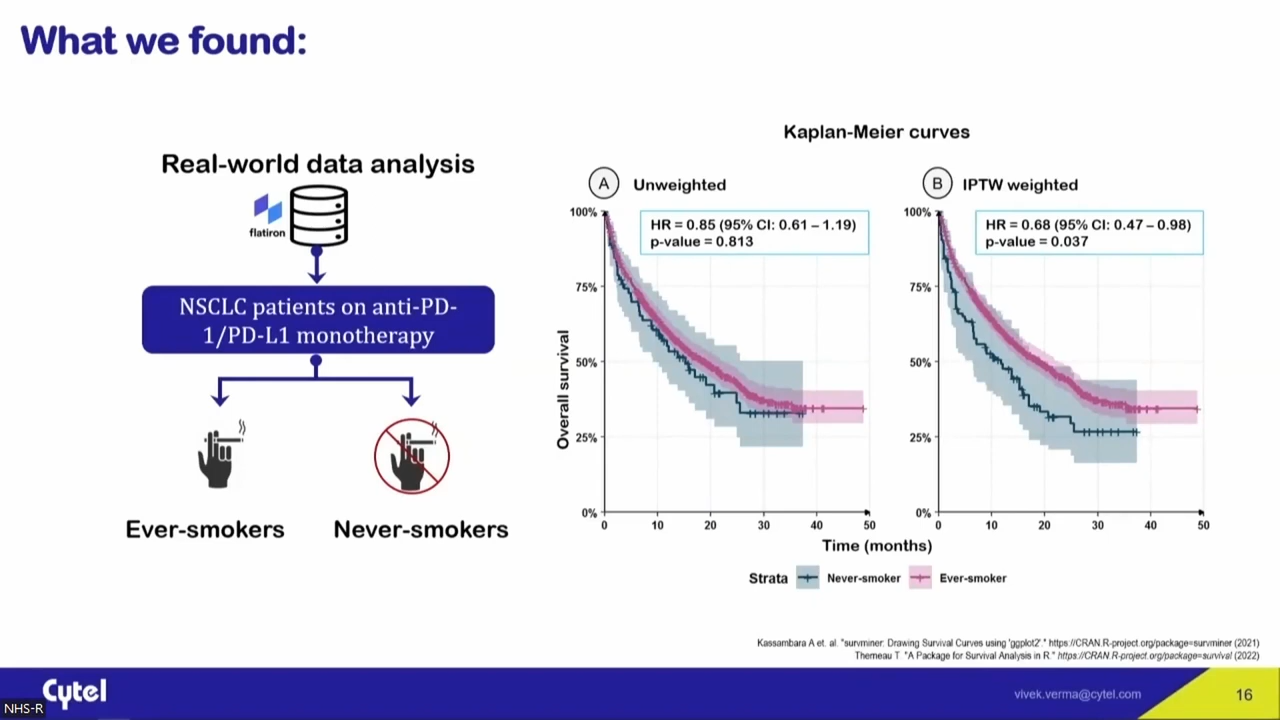 What we found:
Real-world data analysis
flatiron
NSCLC patients on anti-PD-
1/PD-L1 monotherapy
Ever-smokers
Never-smokers
Kaplan-Meier curves
A
Unweighted
HR = 0.85 (95% CI: 0.61 – 1.19)
p-value = 0.813
B
IPTW weighted
HR = 0.68 (95% CI: 0.47 – 0.98)
p-value = 0.037
Overall survival
100%
75%
50%
25%
0%
0 10 20 30 40 50
100%
75%
50%
25%
0%
0 10 20 30 40 50
Time (months)
Strata Never-smoker Ever-smoker
Kassambara A et. al. "survminer: Drawing Survival Curves using 'ggplot2'." https://CRAN.R-project.org/package=survminer (2021)
Therneau T. "A Package for Survival Analysis in R." https://CRAN.R-project.org/package=survival (2022)
Cytel
vivek.verma@cytel.com
16
NHS-R